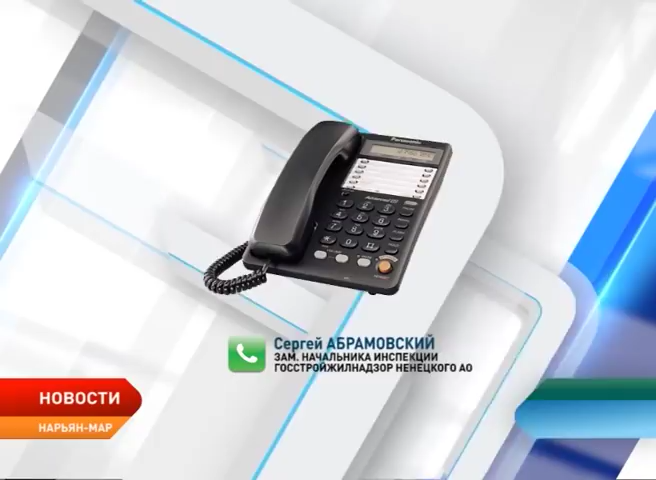 Panasonic
Сергей АБРАМОВСКИЙ
ЗАМ. НАЧАЛЬНИКА ИНСПЕКЦИИ
ГОССТРОЙЖИЛНАДЗОР НЕНЕЦКОГО АО
НОВОСТИ
НАРЬЯН-МАР